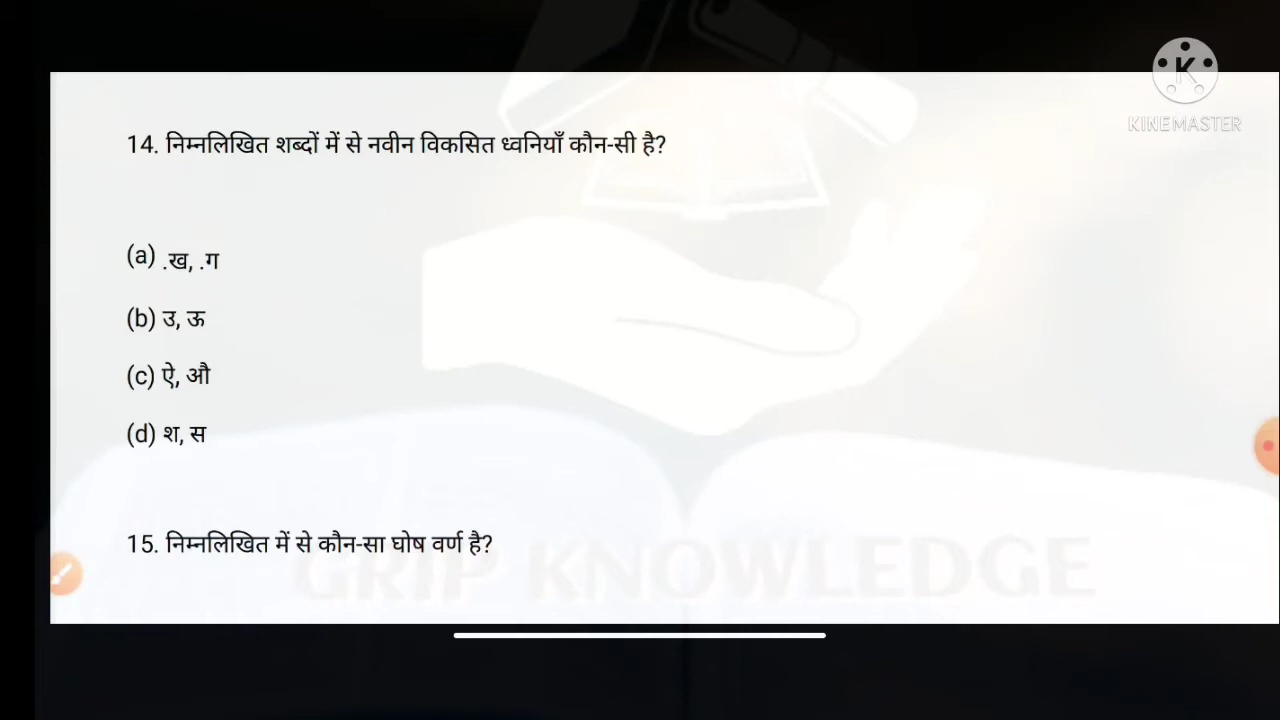 KINEMASTER
14. निम्नलिखित शब्दों में से नवीन विकसित ध्वनियाँ कौन-सी है?
(a) .ख, .ग
(b) उ, ऊ
(c) ऐ, औ
(d) श, स
15. निम्नलिखित में से कौन-सा घोष वर्ण है?
GRIP KNOWLEDGE